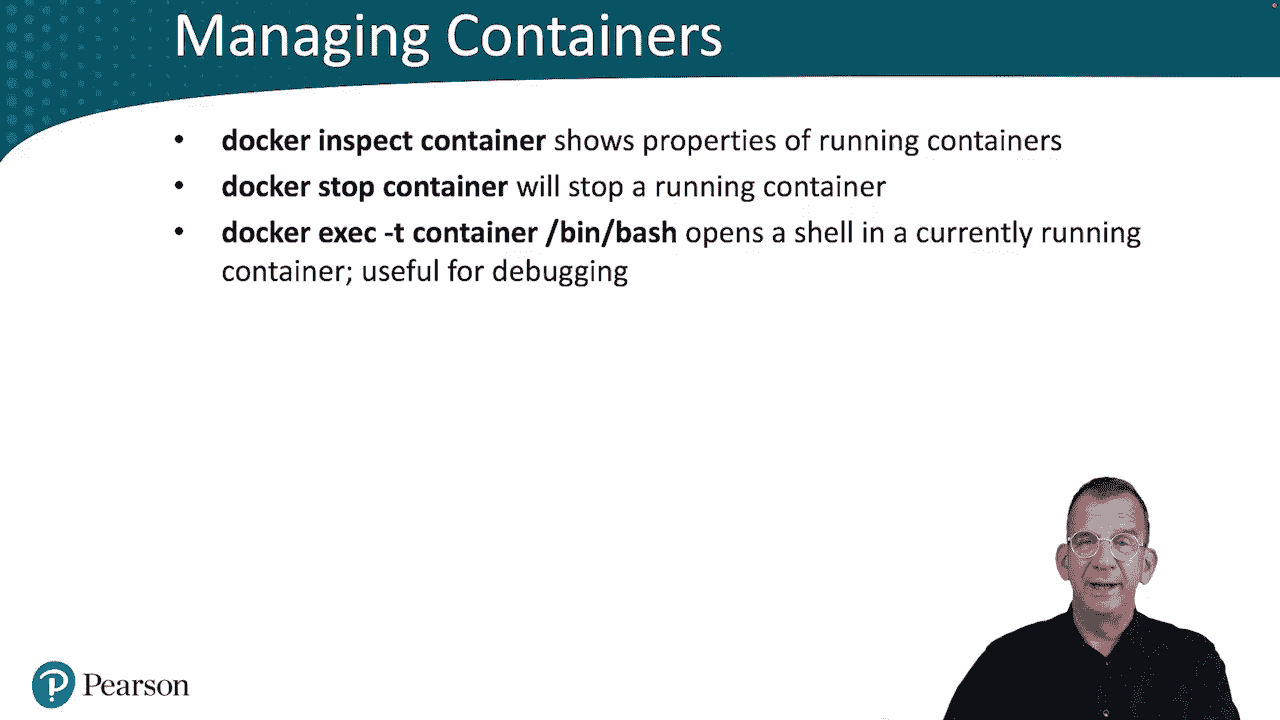 Managing Containers
• docker inspect container shows properties of running containers
• docker stop container will stop a running container
• docker exec -t container /bin/bash opens a shell in a currently running
container; useful for debugging
Pearson